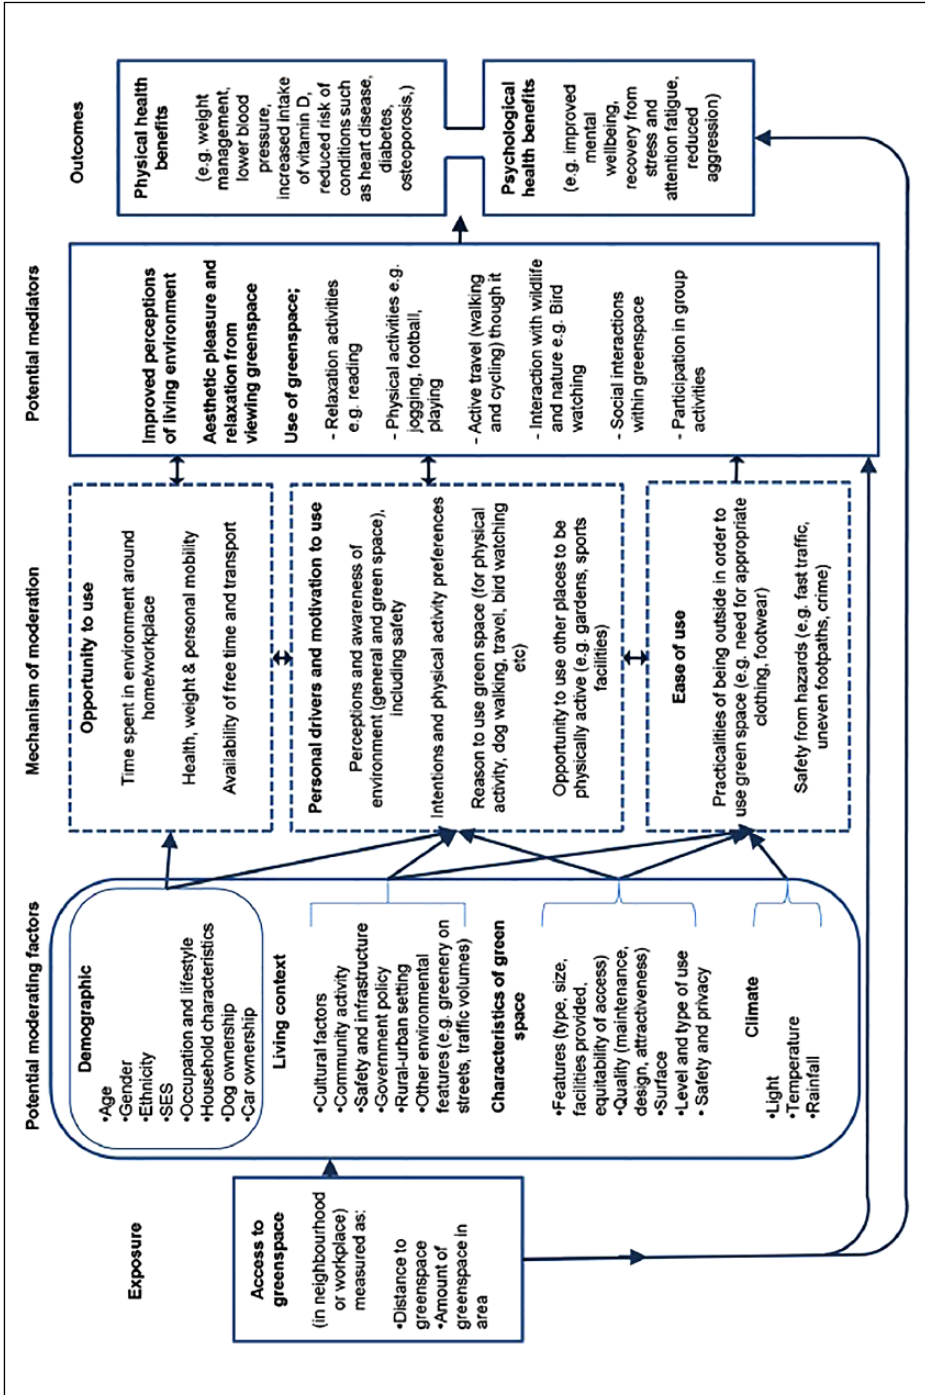 Exposure
Access to
greenspace
(in neighbourhood
or workplace)
measured as:
•Distance to
greenspace
•Amount of
greenspace in
area
Potential moderating factors
Demographic
•Age
•Gender
•Ethnicity
•SES
•Occupation and lifestyle
•Household characteristics
•Dog ownership
•Car ownership
Living context
•Cultural factors
•Community activity
•Safety and infrastructure
•Government policy
•Rural-urban setting
•Other environmental
features (e.g. greenery on
streets, traffic volumes)
Characteristics of green
space
•Features (type, size,
facilities provided,
equitability of access)
•Quality (maintenance,
design, attractiveness)
•Surface
•Level and type of use
• Safety and privacy
Climate
•Light
•Temperature
•Rainfall
Mechanism of moderation
Opportunity to use
Time spent in environment around
home/workplace
Health, weight & personal mobility
Availability of free time and transport
Personal drivers and motivation to use
Perceptions and awareness of
environment (general and green space),
including safety
Intentions and physical activity preferences
Reason to use green space (for physical
activity, dog walking, travel, bird watching
etc)
Opportunity to use other places to be
physically active (e.g. gardens, sports
facilities)
Ease of use
Practicalities of being outside in order to
use green space (e.g. need for appropriate
clothing, footwear)
Safety from hazards (e.g. fast traffic,
uneven footpaths, crime)
Potential mediators
Improved perceptions
of living environment
Aesthetic pleasure and
relaxation from
viewing greenspace
Use of greenspace;
- Relaxation activities
e.g. reading
- Physical activities e.g.
jogging, football,
playing
- Active travel (walking
and cycling) though it
- Interaction with wildlife
and nature e.g. Bird
watching
- Social interactions
within greenspace
- Participation in group
activities
Outcomes
Physical health
benefits
(e.g. weight
management,
lower blood
pressure,
increased intake
of vitamin D,
reduced risk of
conditions such
as heart disease,
diabetes,
osteoporosis,)
Psychological
health benefits
(e.g. improved
mental
wellbeing,
recovery from
stress and
attention fatigue,
reduced
aggression)